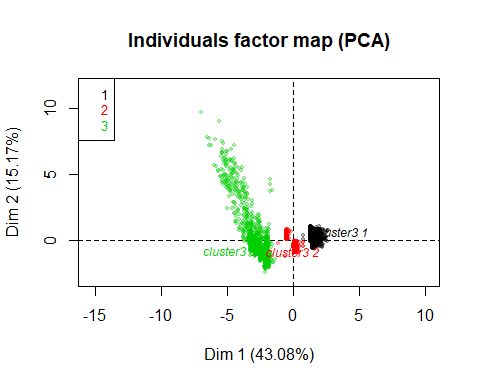 Individuals factor map (PCA)
1
2
3
Dim 2 (15.17%)
10
5
0
cluster3
cluster3 2
cluster3 1
-15
-10
-5
0
5
10
Dim 1 (43.08%)